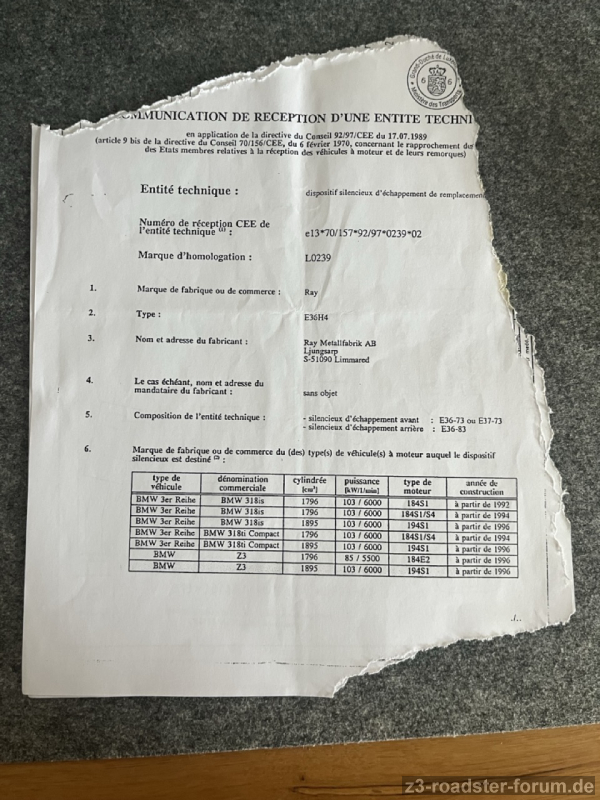 Grand-Duché de Luxe
6 6
Ministère des Transports
MMUNICATION DE RECEPTION D'UNE ENTITE TECHNI
en application de la directive du Conseil 92/97/CEE du 17.07.1989
(article 9 bis de la directive du Conseil 70/156/CEE, du 6 février 1970, concernant le rapprochement des
des Etats membres relatives à la réception des véhicules à moteur et de leurs remorques)
Entité technique : dispositif silencieux d'échappement de remplacement
Numéro de réception CEE de
l'entité technique (1) : e13*70/157*92/97*0239*02
Marque d'homologation : L0239
1. Marque de fabrique ou de commerce : Ray
2. Type : E36H4
3. Nom et adresse du fabricant : Ray Metallfabrik AB
Ljungsarp
S-51090 Limmared
4. Le cas échéant, nom et adresse du
mandataire du fabricant : sans objet
5. Composition de l'entité technique : - silencieux d'échappement avant : E36-73 ou E37-73
- silencieux d'échappement arrière : E36-83
6. Marque de fabrique ou de commerce du (des) type(s) de véhicule(s) à moteur auquel le dispositif
silencieux est destiné (2) :
type de véhicule dénomination commerciale cylindrée [cm³] puissance [kW/1/min] type de moteur année de construction
BMW 3er Reihe BMW 318is 1796 103 / 6000 184S1 à partir de 1992
BMW 3er Reihe BMW 318is 1796 103 / 6000 184S1/S4 à partir de 1994
BMW 3er Reihe BMW 318is 1895 103 / 6000 194S1 à partir de 1996
BMW 3er Reihe BMW 318ti Compact 1796 103 / 6000 184S1/S4 à partir de 1994
BMW 3er Reihe BMW 318ti Compact 1895 103 / 6000 194S1 à partir de 1996
BMW Z3 1796 85 / 5500 184E2 à partir de 1996
BMW Z3 1895 103 / 6000 194S1 à partir de 1996
./..
z3-roadster-forum.de